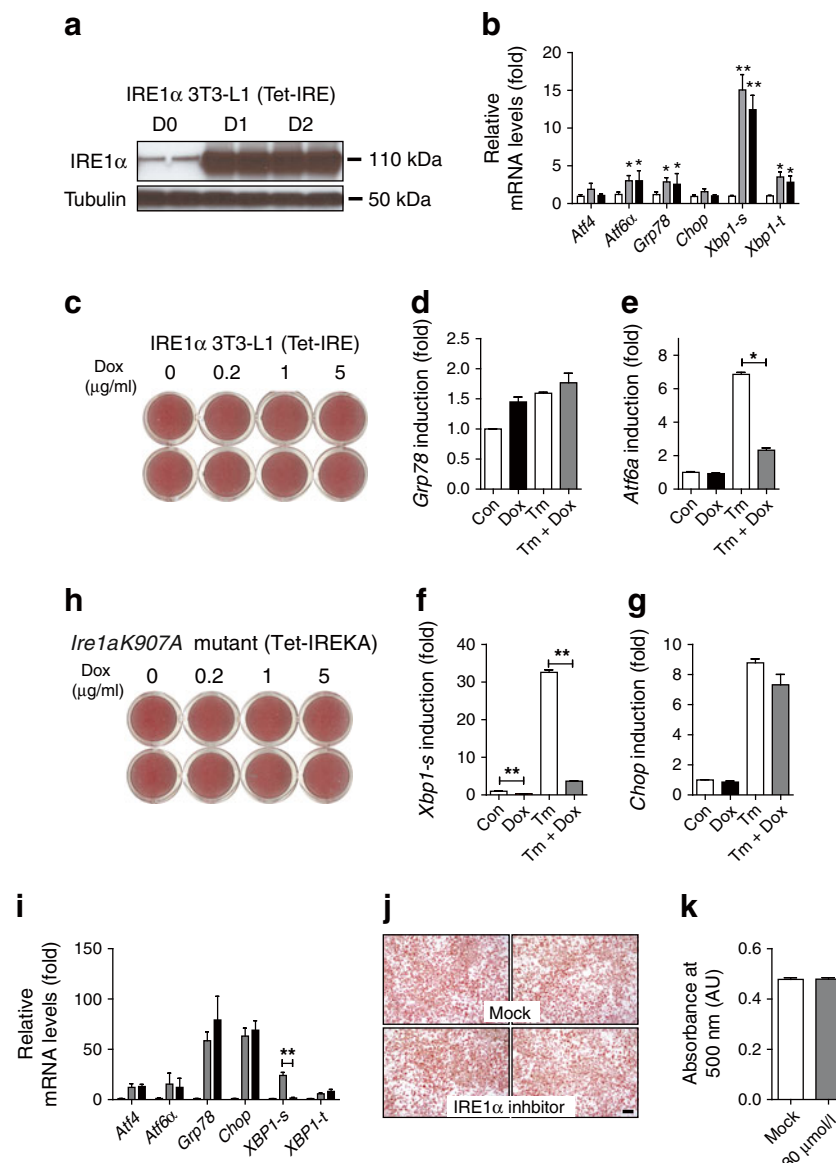 a
IRE1α 3T3-L1 (Tet-IRE)
D0 D1 D2
IRE1α
110 kDa
Tubulin
50 kDa
b
Relative
mRNA levels (fold)
20
15
10
5
0
* * * * ** ** * *
Atf4 Atf6α Grp78 Chop Xbp1-s Xbp1-t
c
IRE1α 3T3-L1 (Tet-IRE)
Dox
(μg/ml)
0 0.2 1 5
d
Grp78 induction (fold)
2.5
2.0
1.5
1.0
0.5
0.0
Con Dox Tm Tm + Dox
e
Atf6a induction (fold)
8
6
4
2
0
*
Con Dox Tm Tm + Dox
h
Ire1aK907A mutant (Tet-IREKA)
Dox
(μg/ml)
0 0.2 1 5
f
Xbp1-s induction (fold)
40
30
20
10
0
** **
Con Dox Tm Tm + Dox
g
Chop induction (fold)
10
8
6
4
2
0
Con Dox Tm Tm + Dox
i
Relative
mRNA levels (fold)
150
100
50
0
**
Atf4 Atf6α Grp78 Chop XBP1-s XBP1-t
j
Mock
IRE1α inhbitor
k
Absorbance at
500 nm (AU)
0.6
0.4
0.2
0.0
Mock